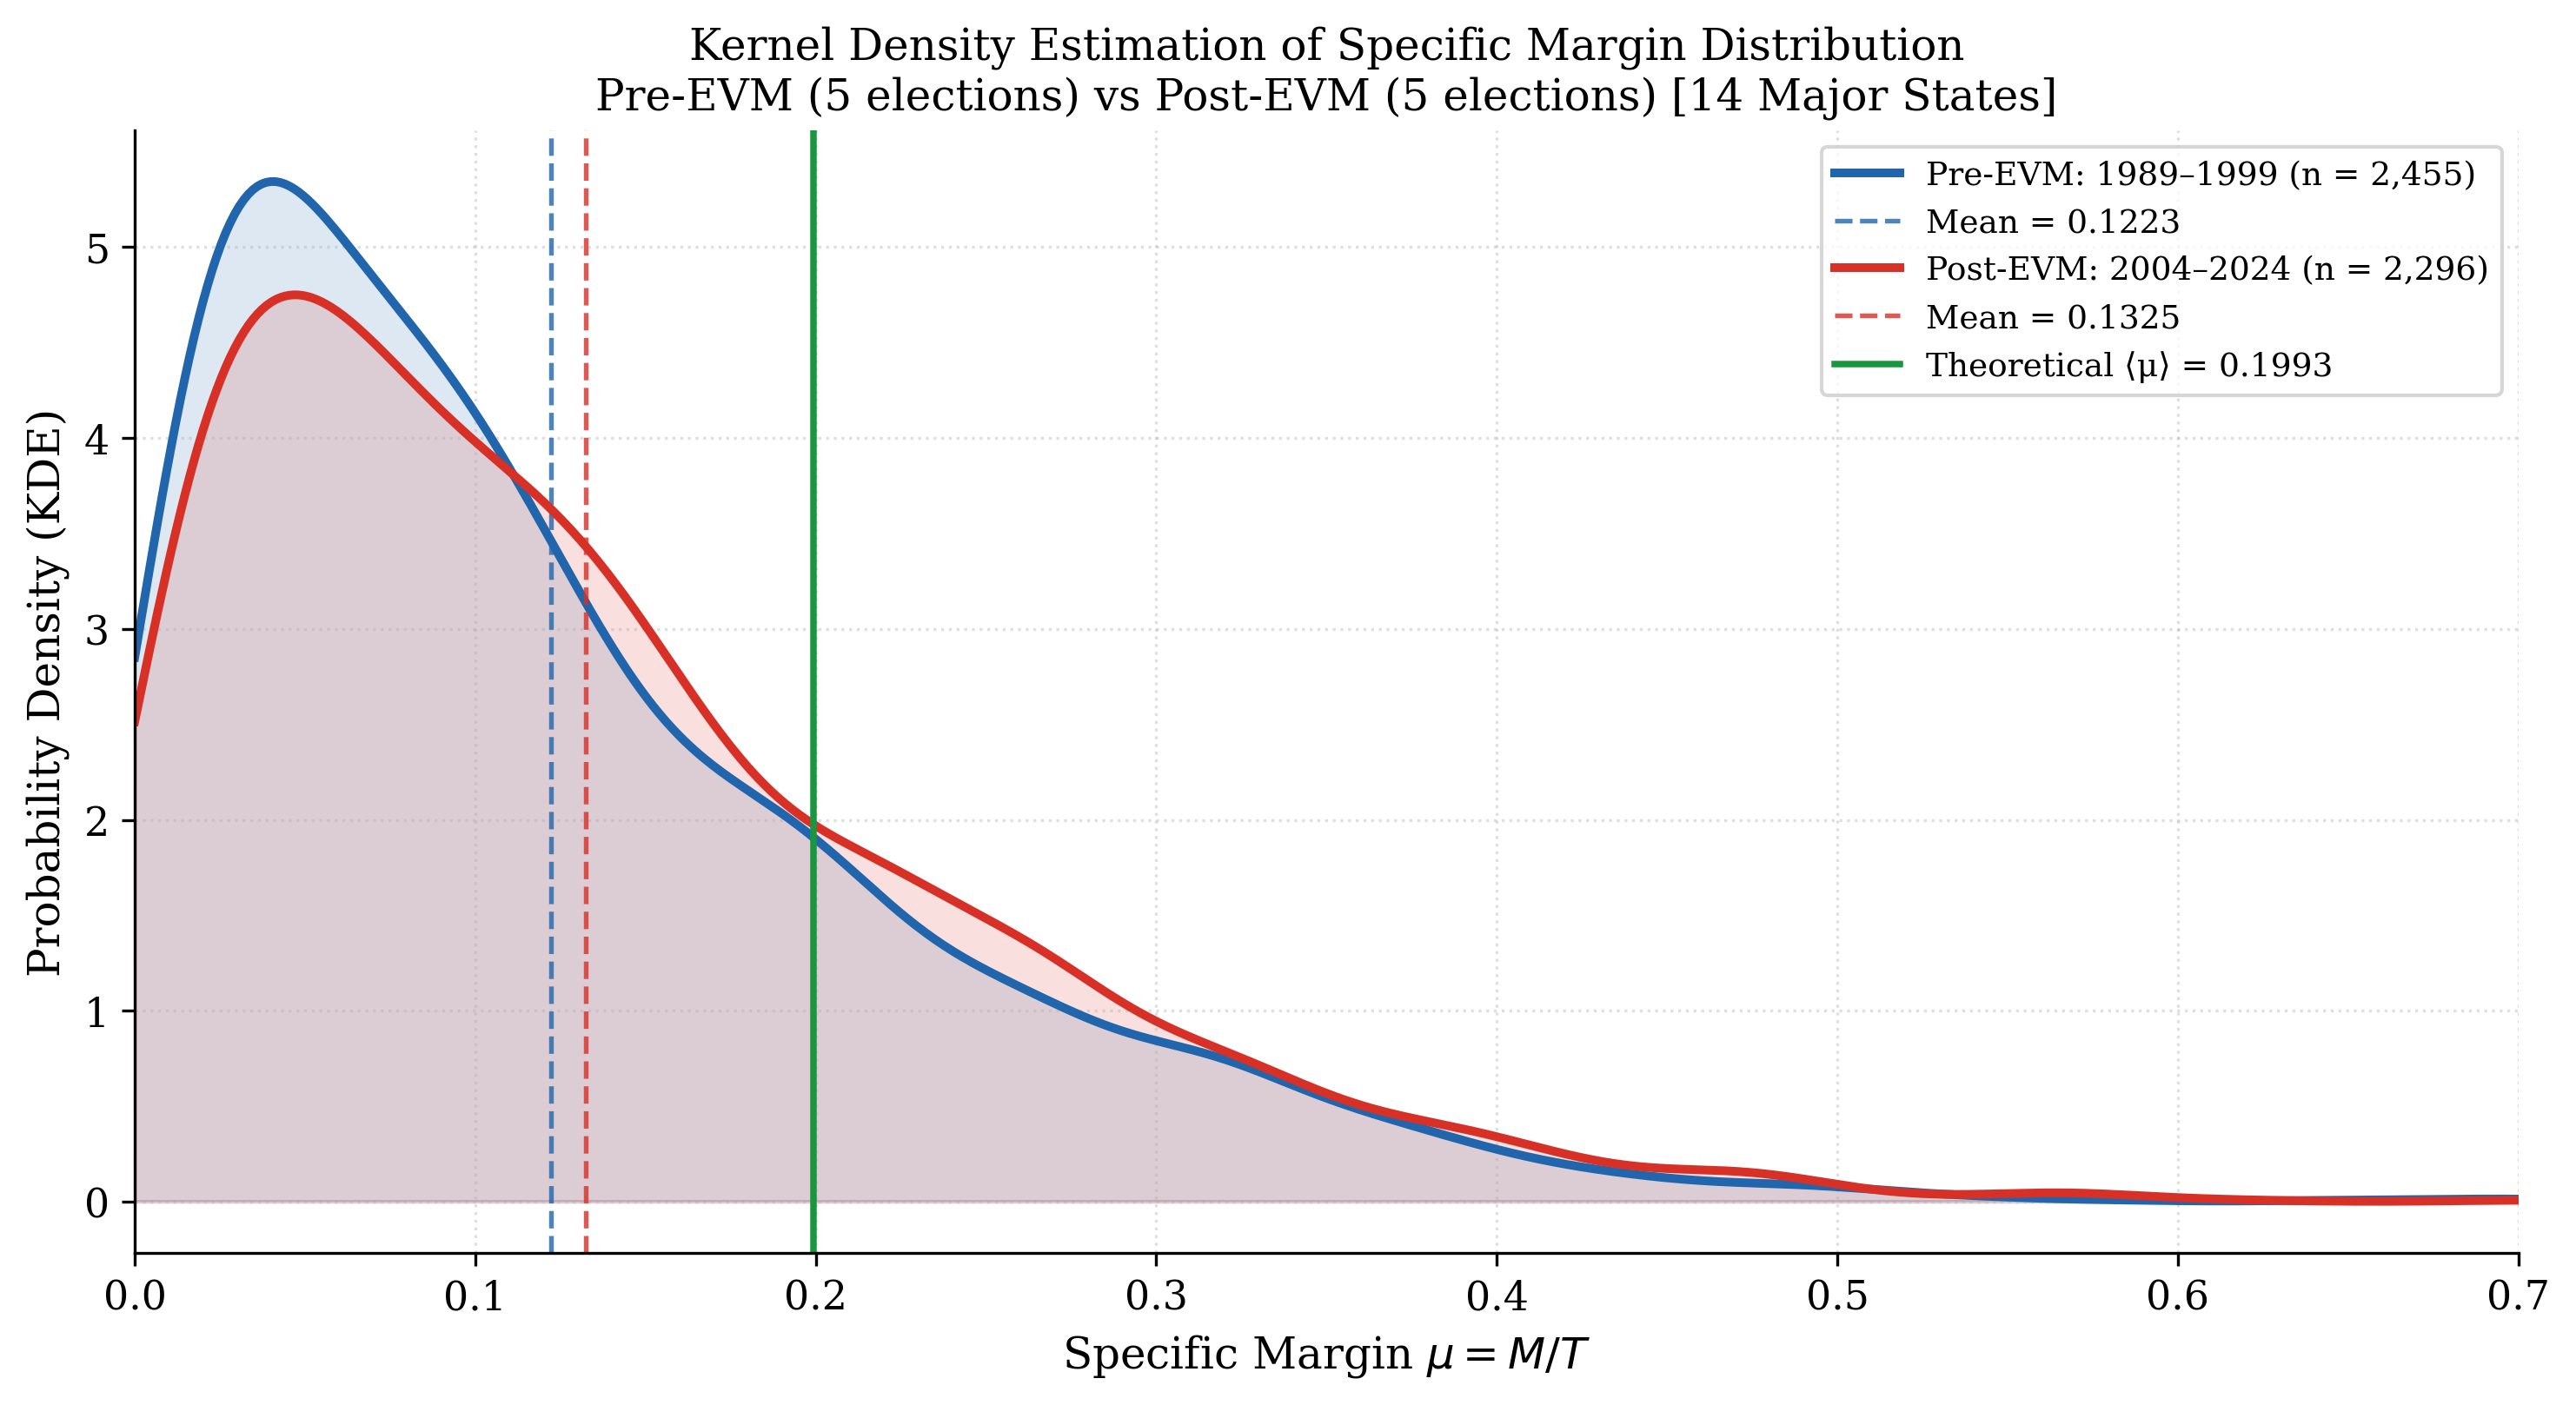 Kernel Density Estimation of Specific Margin Distribution
Pre-EVM (5 elections) vs Post-EVM (5 elections) [14 Major States]
Pre-EVM: 1989–1999 (n = 2,455)
Mean = 0.1223
Post-EVM: 2004–2024 (n = 2,296)
Mean = 0.1325
Theoretical ⟨μ⟩ = 0.1993
Probability Density (KDE)
5
4
3
2
1
0
0.0 0.1 0.2 0.3 0.4 0.5 0.6 0.7
Specific Margin μ = M/T